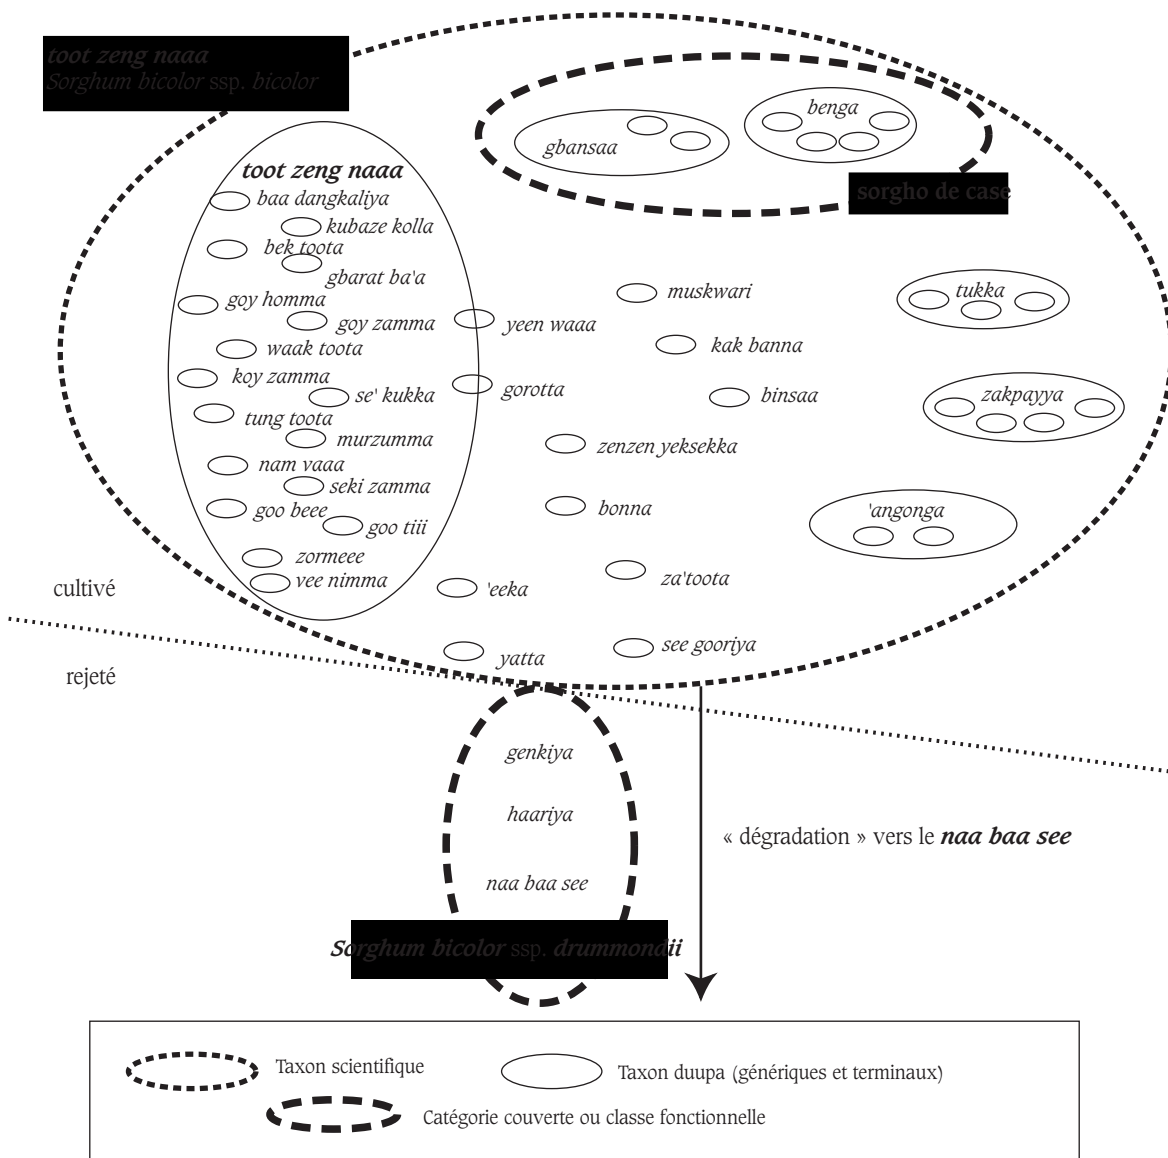 toot zeng naaa
Sorghum bicolor ssp. bicolor
benga
gbansaa
sorgho de case
toot zeng naaa
baa dangkaliya
kubaze kolla
bek toota
gbarat ba'a
goy homma
goy zamma
waak toota
koy zamma
se' kukka
tung toota
murzumma
nam vaaa
seki zamma
goo beee
goo tiii
zormeee
vee nimma
yeen waaa
gorotta
muskwari
kak banna
binsaa
zenzen yeksekka
bonna
za'toota
'eeka
yatta
see gooriya
tukka
zakpayya
'angonga
cultivé
rejeté
genkiya
haariya
naa baa see
Sorghum bicolor ssp. drummondii
« dégradation » vers le naa baa see
Taxon scientifique
Taxon duupa (génériques et terminaux)
Catégorie couverte ou classe fonctionnelle